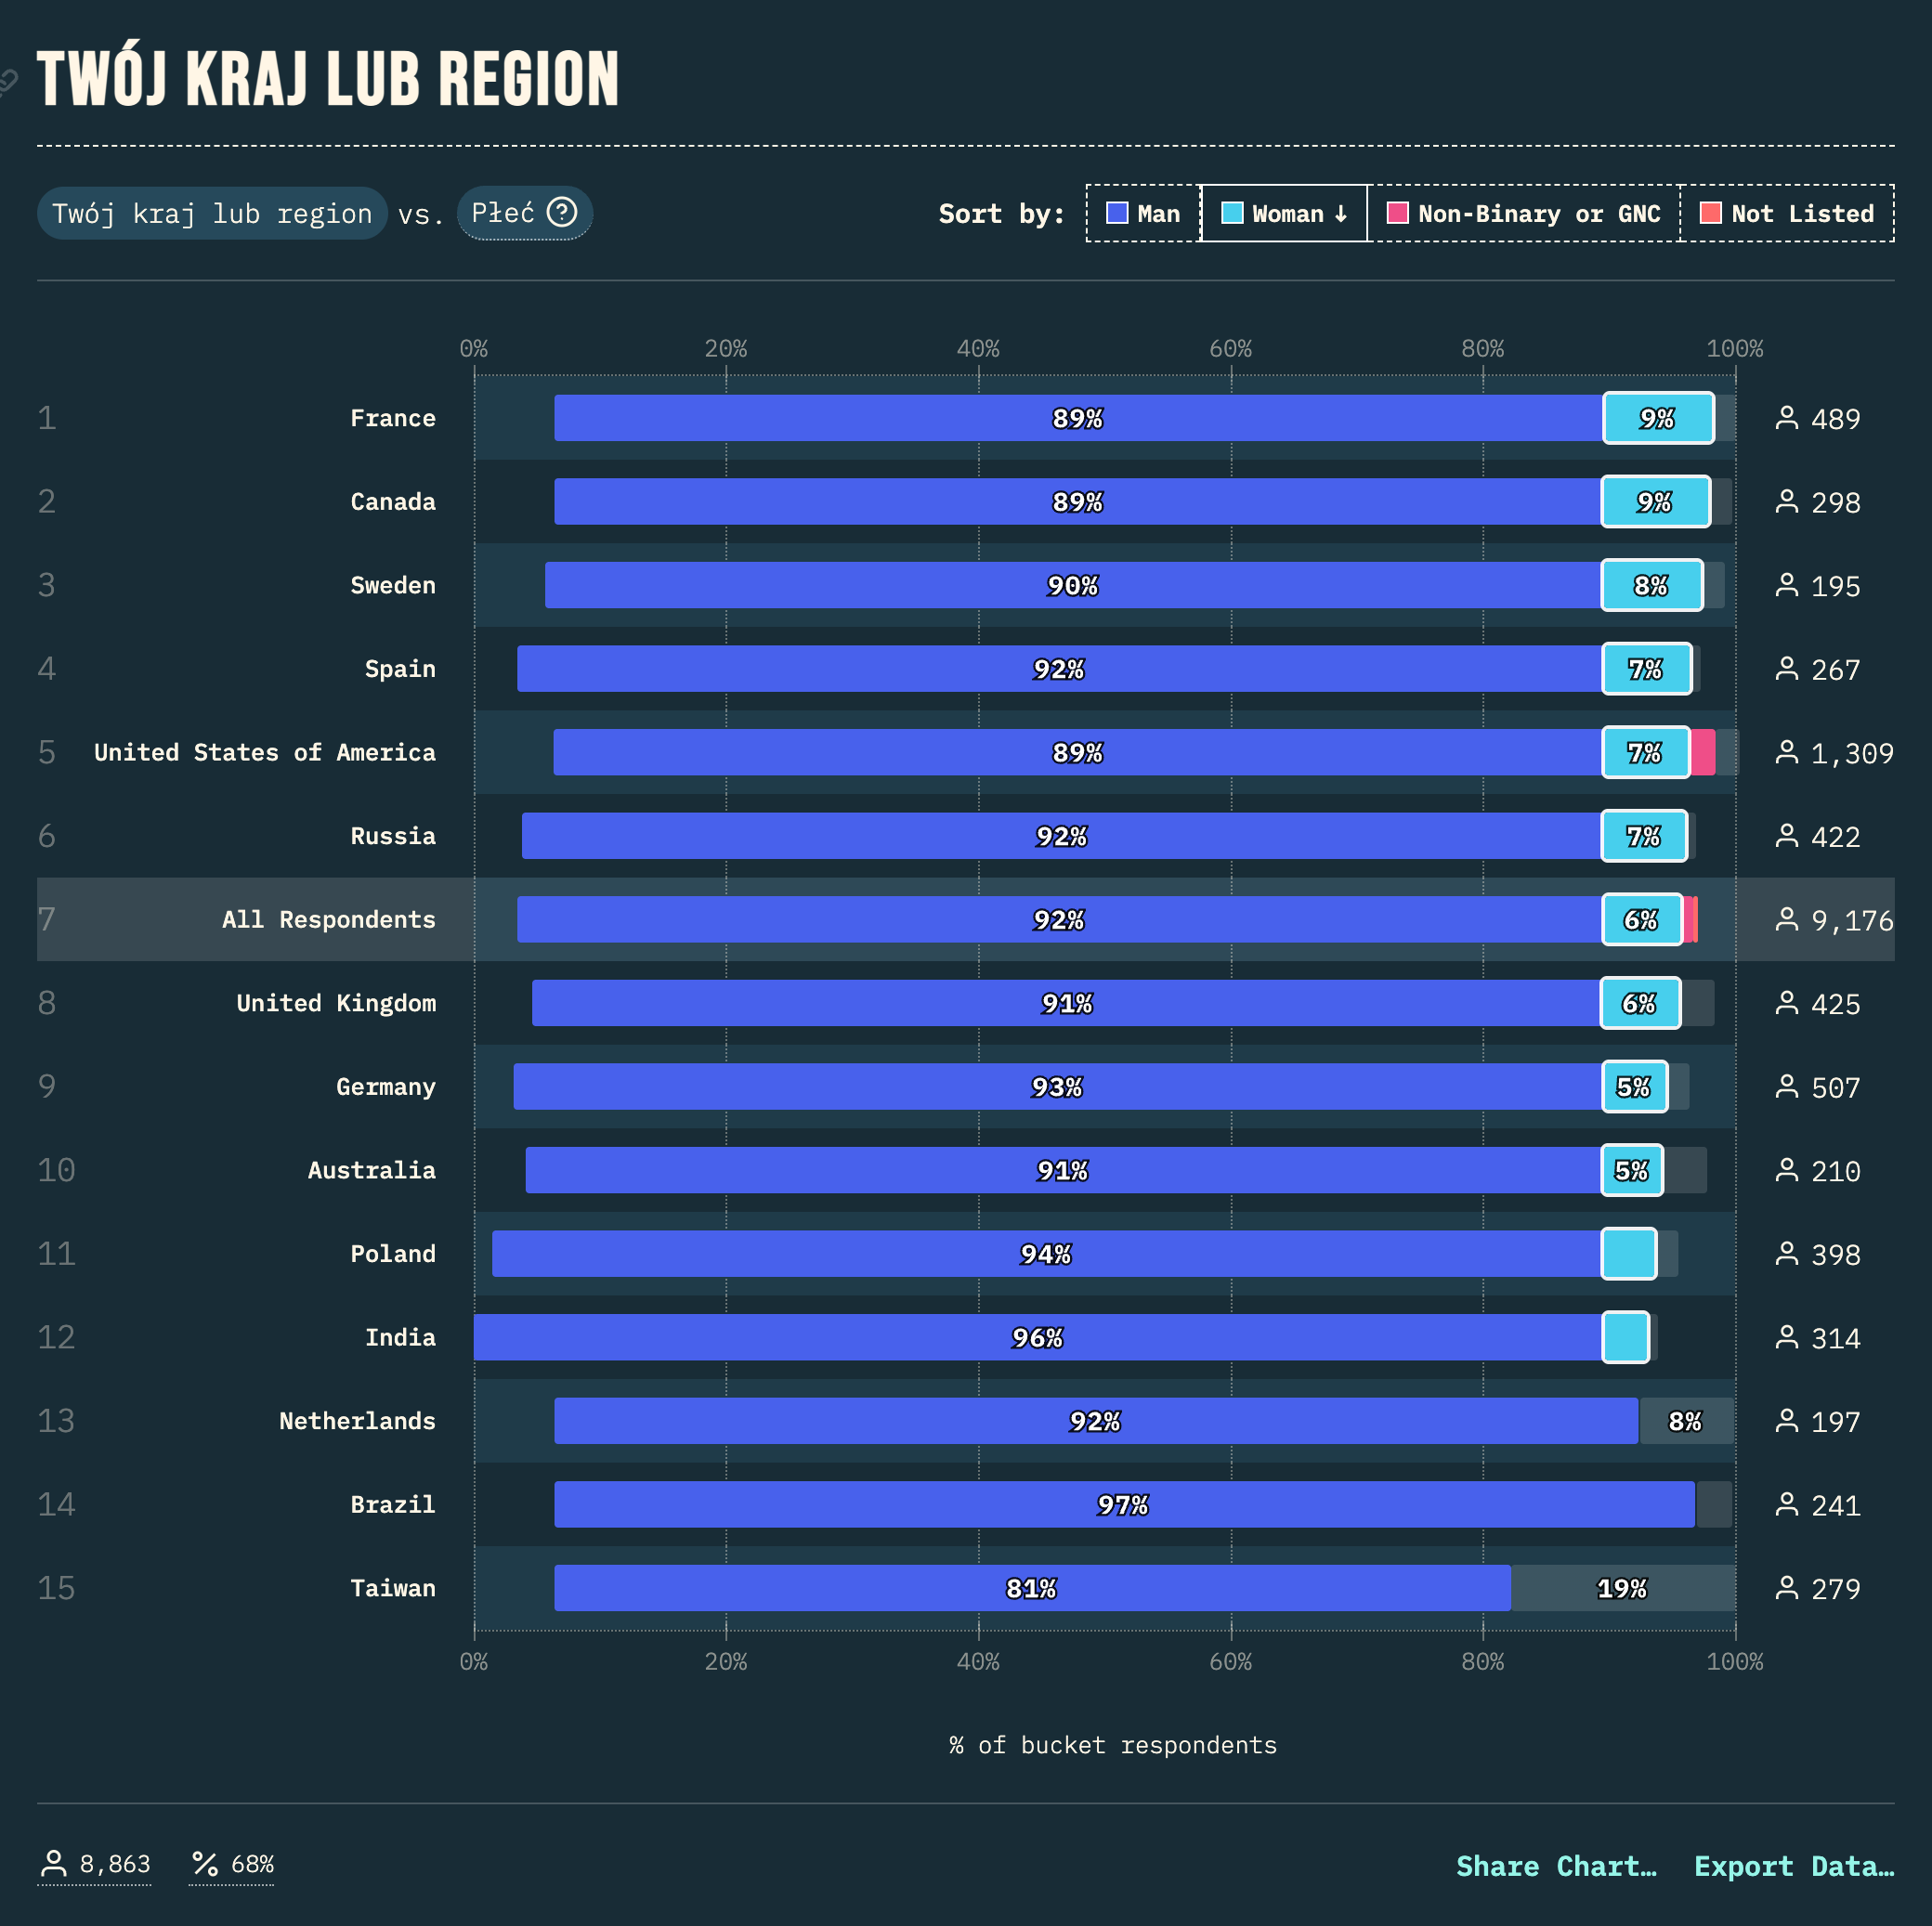 TWÓJ KRAJ LUB REGION
Twój kraj lub region vs. Płeć ? Sort by: Man Woman ↓ Non-Binary or GNC Not Listed
0% 20% 40% 60% 80% 100%
1 France 89% 9% 489
2 Canada 89% 9% 298
3 Sweden 90% 8% 195
4 Spain 92% 7% 267
5 United States of America 89% 7% 1,309
6 Russia 92% 7% 422
7 All Respondents 92% 6% 9,176
8 United Kingdom 91% 6% 425
9 Germany 93% 5% 507
10 Australia 91% 5% 210
11 Poland 94% 398
12 India 96% 314
13 Netherlands 92% 8% 197
14 Brazil 97% 241
15 Taiwan 81% 19% 279
0% 20% 40% 60% 80% 100%
% of bucket respondents
8,863 % 68% Share Chart… Export Data…